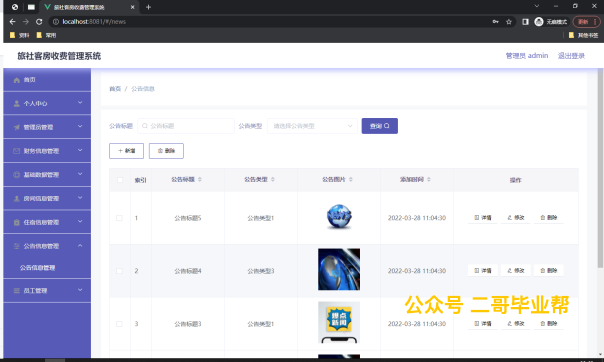 旅社客房收费管理系统
localhost:8081/#/news
无痕模式
更新
资料
常用
其他书签
旅社客房收费管理系统
管理员 admin
退出登录
首页
个人中心
管理员管理
财务信息管理
基础数据管理
房间信息管理
住宿信息管理
公告信息管理
公告信息管理
员工管理
首页 / 公告信息
公告标题 公告标题 公告类型 请选择公告类型 查询
+ 新增 删除
索引 公告标题 公告类型 公告图片 添加时间 操作
1 公告标题5 公告类型1 2022-03-28 11:04:30 详情 修改 删除
2 公告标题4 公告类型3 2022-03-28 11:04:30 详情 修改 删除
公众号 二哥毕业帮
3 公告标题3 公告类型1 热点新闻 2022-03-28 11:04:30 详情 修改 删除